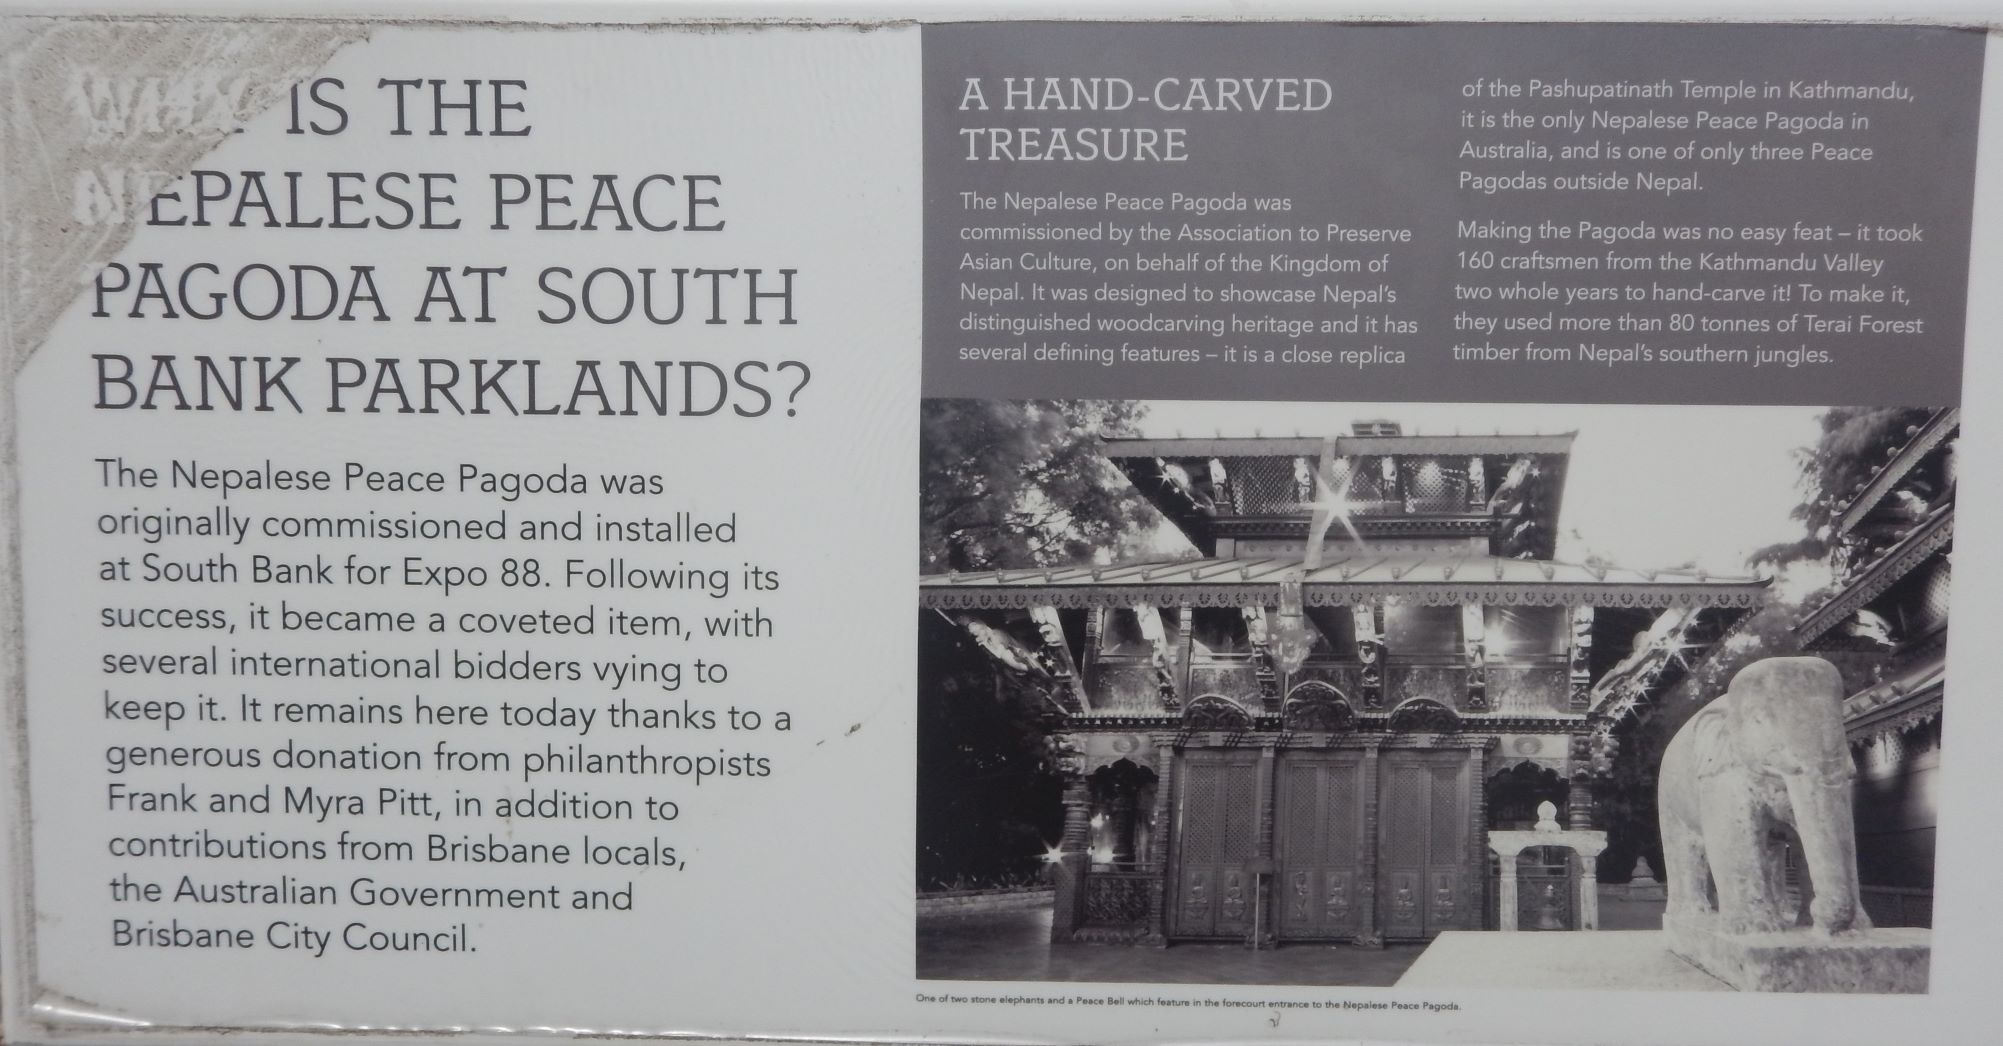 IS THE
NEPALESE PEACE
PAGODA AT SOUTH
BANK PARKLANDS?
The Nepalese Peace Pagoda was
originally commissioned and installed
at South Bank for Expo 88. Following its
success, it became a coveted item, with
several international bidders vying to
keep it. It remains here today thanks to a
generous donation from philanthropists
Frank and Myra Pitt, in addition to
contributions from Brisbane locals,
the Australian Government and
Brisbane City Council.
A HAND-CARVED
TREASURE
The Nepalese Peace Pagoda was
commissioned by the Association to Preserve
Asian Culture, on behalf of the Kingdom of
Nepal. It was designed to showcase Nepal's
distinguished woodcarving heritage and it has
several defining features – it is a close replica
of the Pashupatinath Temple in Kathmandu,
it is the only Nepalese Peace Pagoda in
Australia, and is one of only three Peace
Pagodas outside Nepal.
Making the Pagoda was no easy feat – it took
160 craftsmen from the Kathmandu Valley
two whole years to hand-carve it! To make it,
they used more than 80 tonnes of Terai Forest
timber from Nepal's southern jungles.
One of two stone elephants and a Peace Bell which feature in the forecourt entrance to the Nepalese Peace Pagoda.